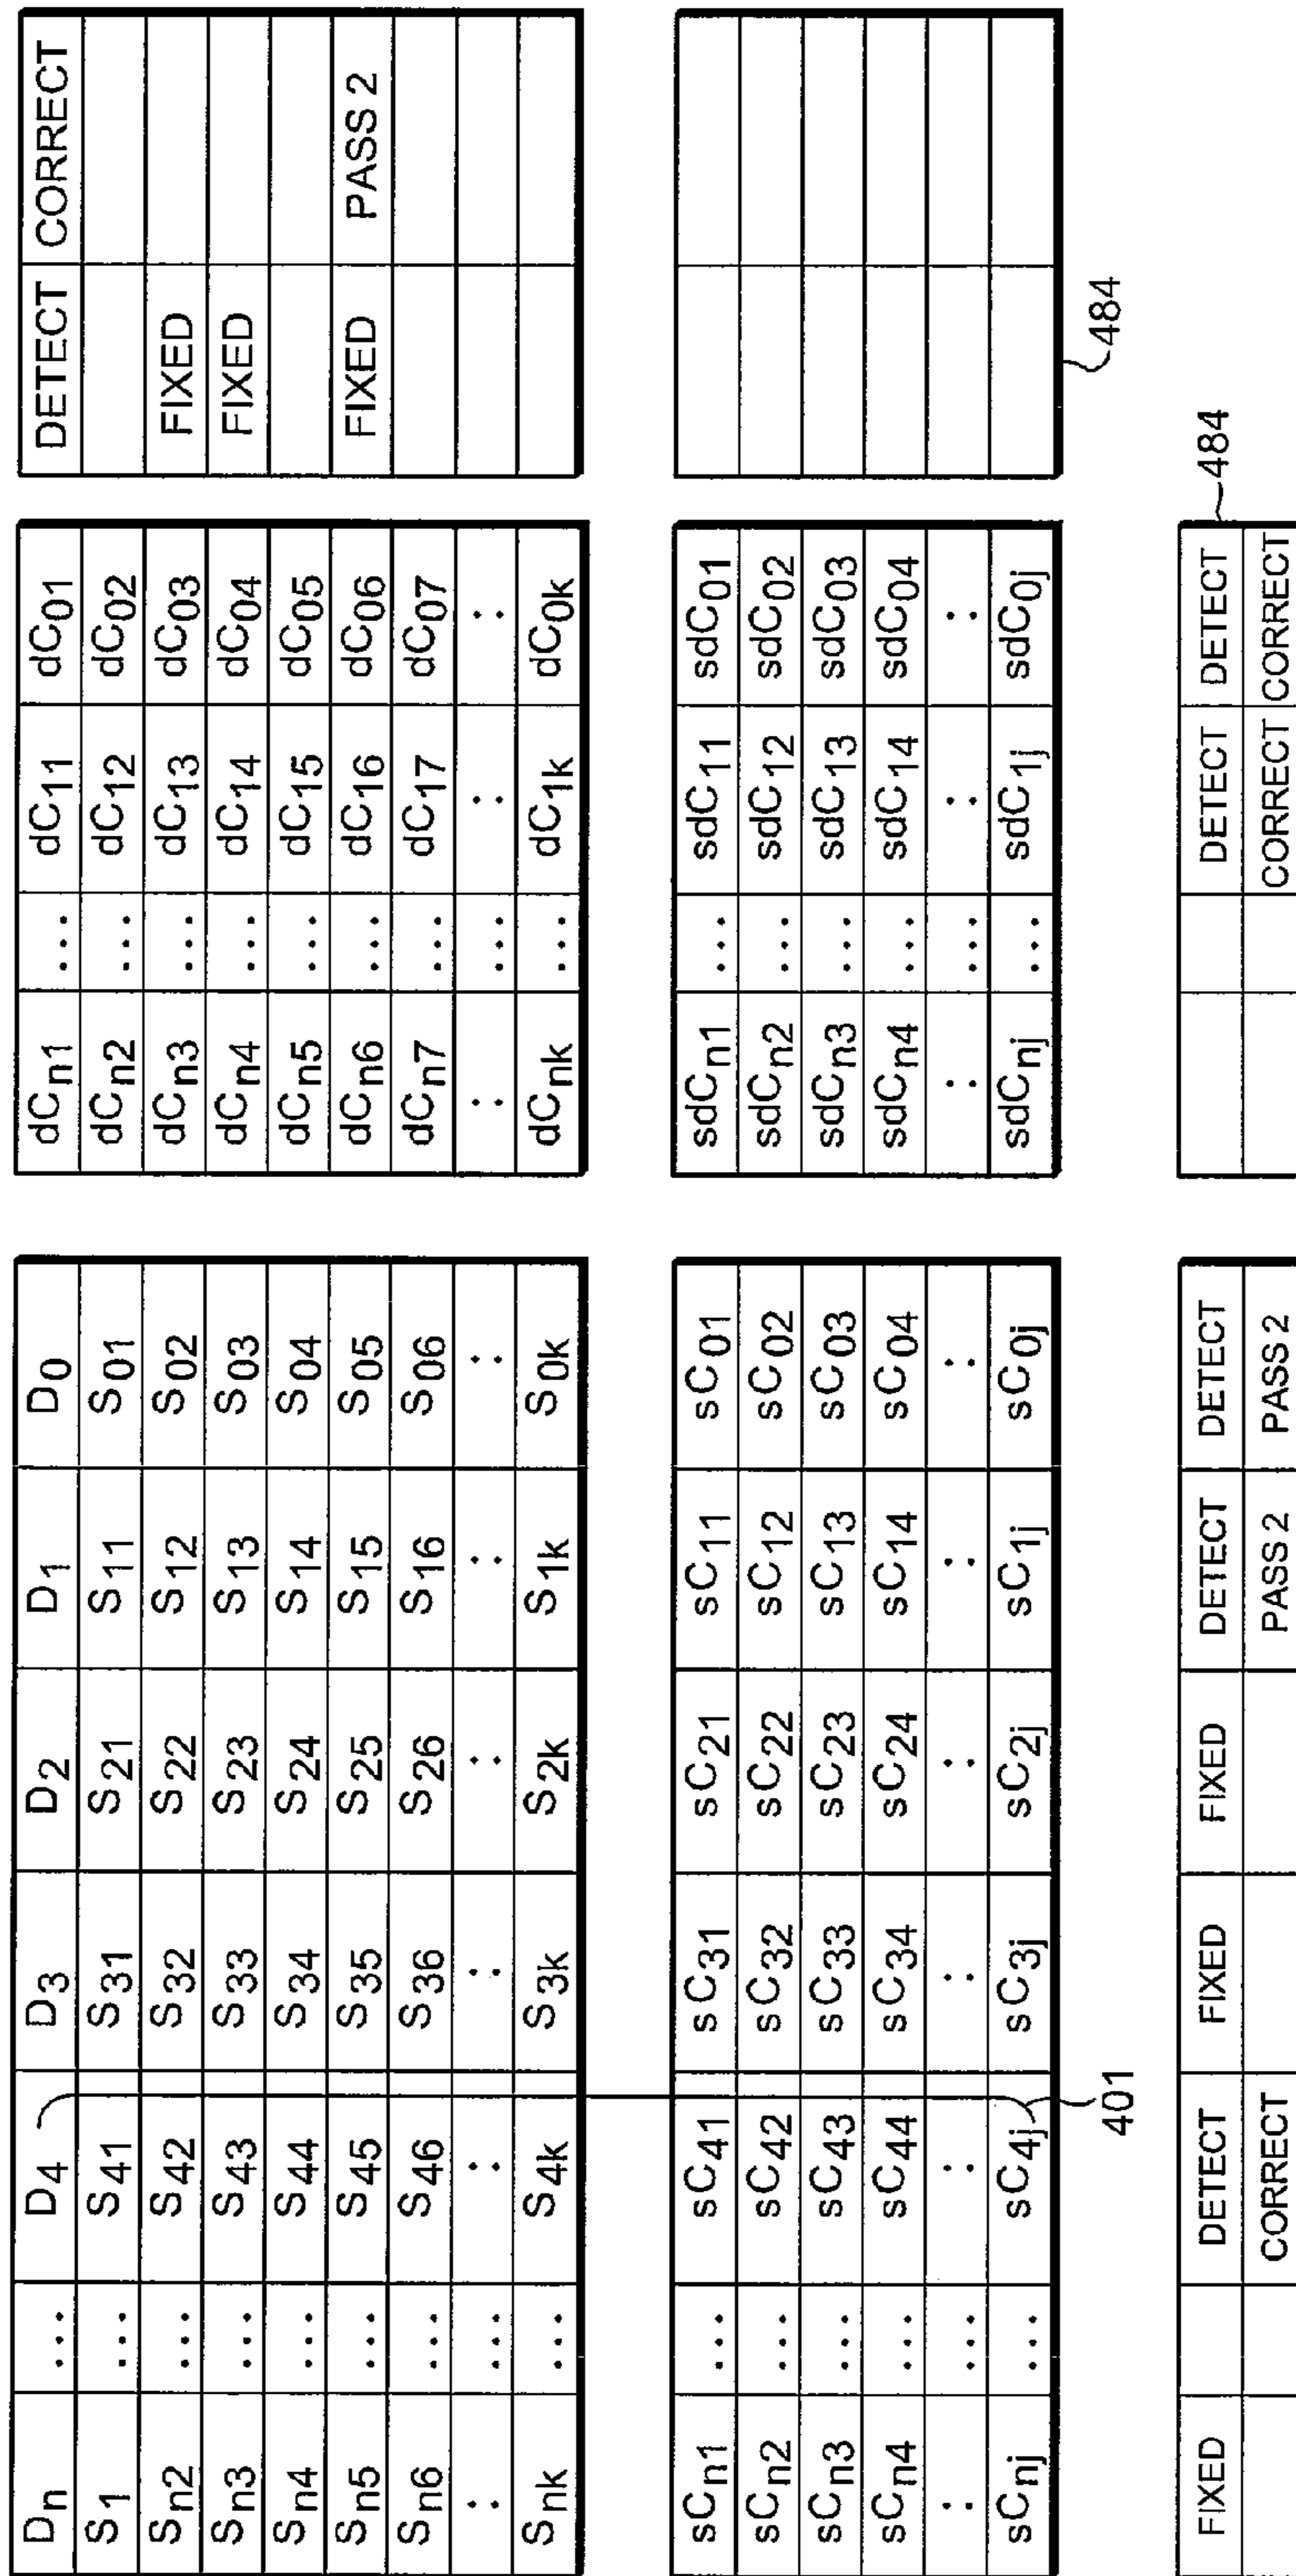 Dn ... D4 D3 D2 D1 D0 dCn1 ... dC11 dC01 DETECT CORRECT
S1 ... S41 S31 S21 S11 S01 dCn2 ... dC12 dC02
Sn2 ... S42 S32 S22 S12 S02 dCn3 ... dC13 dC03 FIXED
Sn3 ... S43 S33 S23 S13 S03 dCn4 ... dC14 dC04 FIXED
Sn4 ... S44 S34 S24 S14 S04 dCn5 ... dC15 dC05
Sn5 ... S45 S35 S25 S15 S05 dCn6 ... dC16 dC06 FIXED PASS 2
Sn6 ... S46 S36 S26 S16 S06 dCn7 ... dC17 dC07
: ... : : : : : : ... : :
Snk ... S4k S3k S2k S1k S0k dCnk ... dC1k dC0k
sCn1 ... sC41 sC31 sC21 sC11 sC01 sdCn1 ... sdC11 sdC01
sCn2 ... sC42 sC32 sC22 sC12 sC02 sdCn2 ... sdC12 sdC02
sCn3 ... sC43 sC33 sC23 sC13 sC03 sdCn3 ... sdC13 sdC03
sCn4 ... sC44 sC34 sC24 sC14 sC04 sdCn4 ... sdC14 sdC04
: ... : : : : : : ... : :
sCnj ... sC4j sC3j sC2j sC1j sC0j sdCnj ... sdC1j sdC0j
401 484
FIXED DETECT FIXED FIXED DETECT DETECT DETECT DETECT 484
CORRECT PASS 2 PASS 2 CORRECT CORRECT